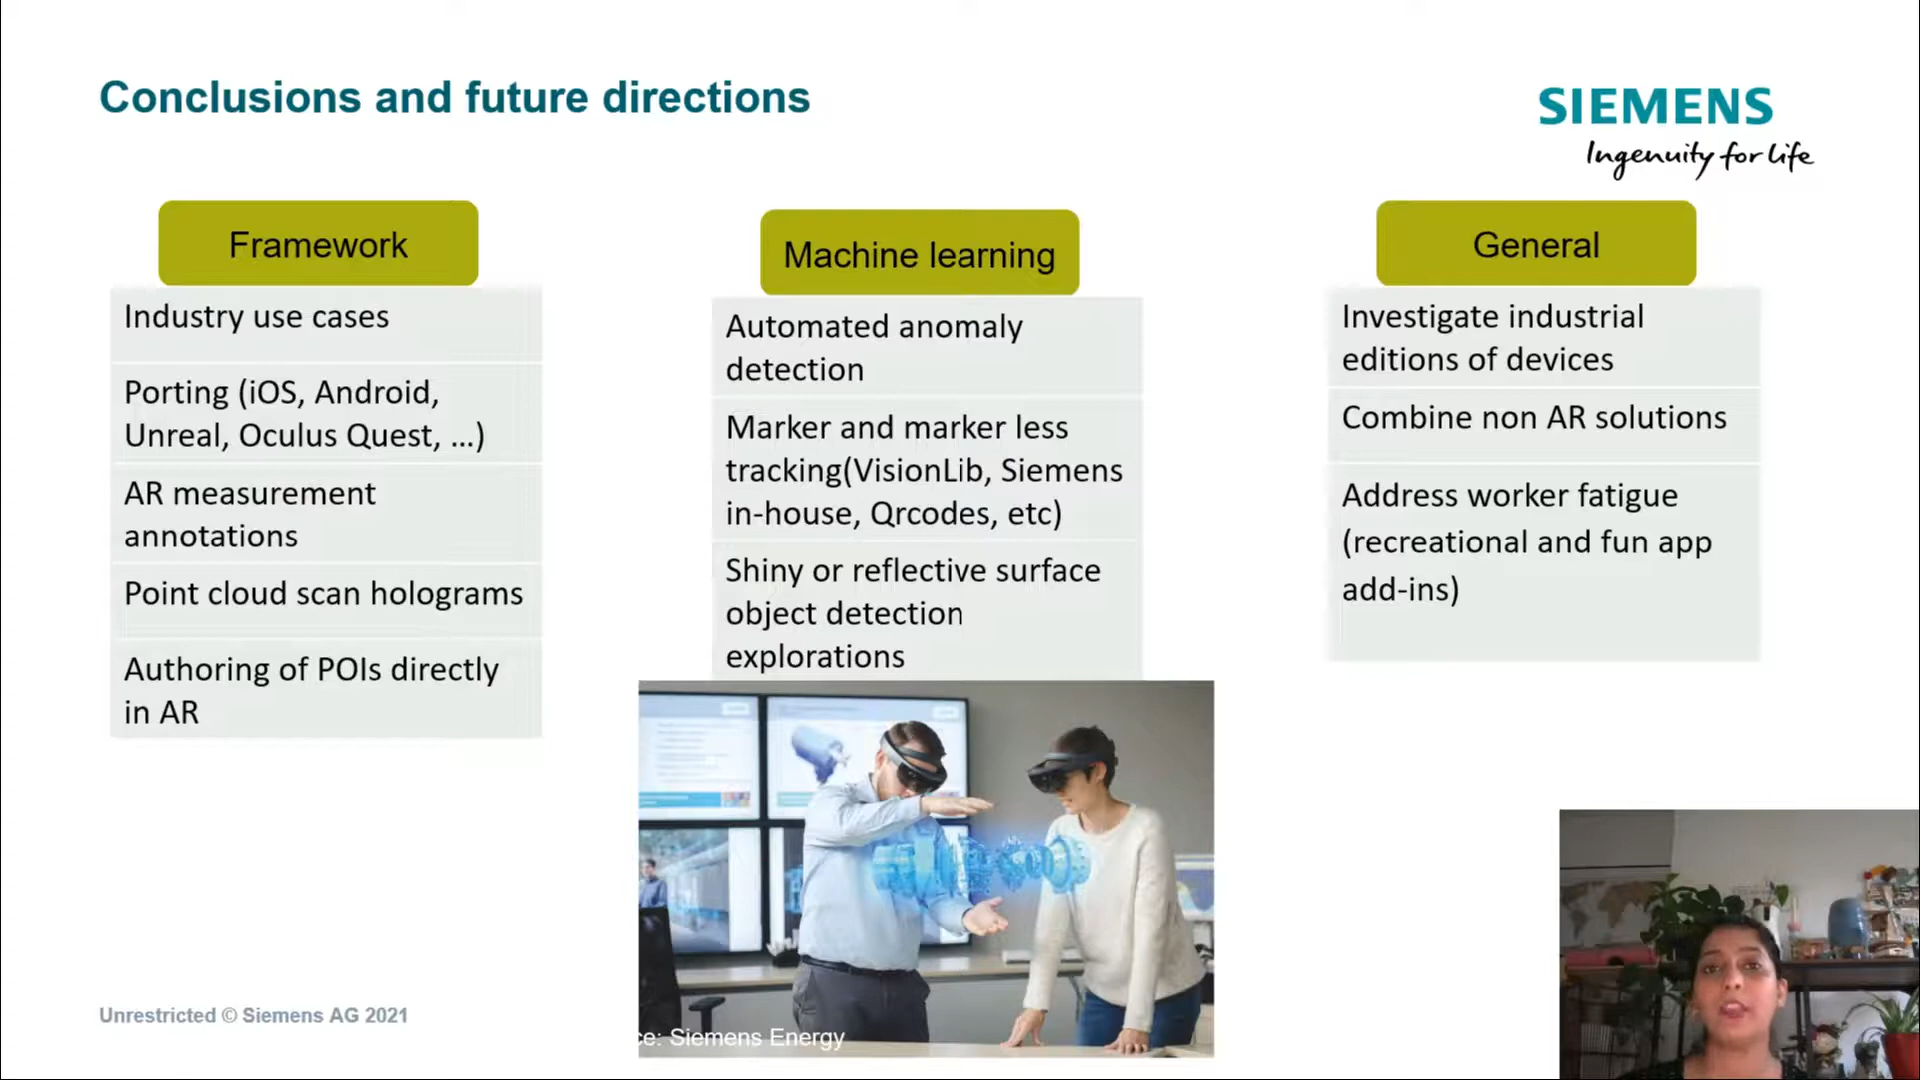 Conclusions and future directions
SIEMENS
Ingenuity for life
Framework
Industry use cases
Porting (iOS, Android,
Unreal, Oculus Quest, ...)
AR measurement
annotations
Point cloud scan holograms
Authoring of POIs directly
in AR
Machine learning
Automated anomaly
detection
Marker and marker less
tracking(VisionLib, Siemens
in-house, Qrcodes, etc)
Shiny or reflective surface
object detection
explorations
General
Investigate industrial
editions of devices
Combine non AR solutions
Address worker fatigue
(recreational and fun app
add-ins)
ce: Siemens Energy
Unrestricted © Siemens AG 2021